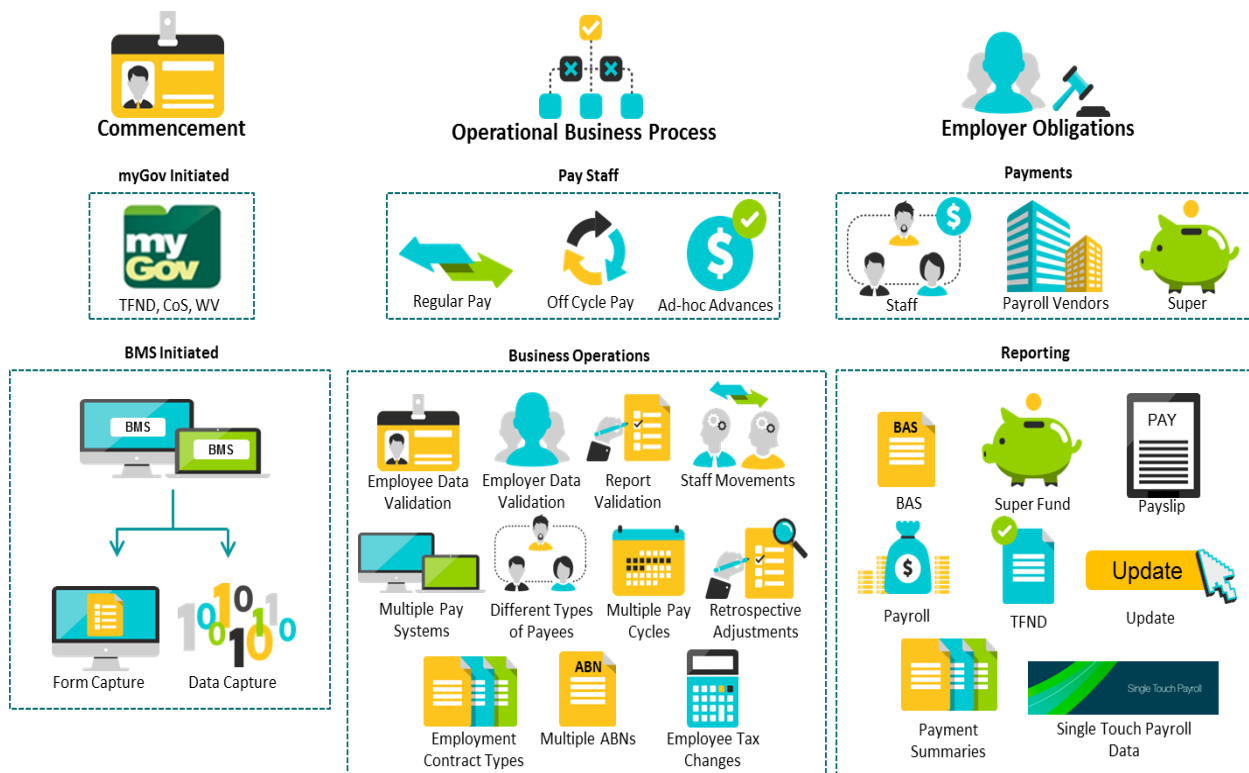 Commencement
myGov Initiated
my
Gov
TFND, CoS, WV
BMS Initiated
BMS
BMS
Form Capture
Data Capture
Operational Business Process
Pay Staff
Regular Pay
Off Cycle Pay
Ad-hoc Advances
Business Operations
Employee Data
Validation
Employer Data
Validation
Report
Validation
Staff Movements
Multiple Pay
Systems
Different Types
of Payees
Multiple Pay
Cycles
Retrospective
Adjustments
Employment
Contract Types
ABN
Multiple ABNs
Employee Tax
Changes
Employer Obligations
Payments
Staff
Payroll Vendors
Super
Reporting
BAS
BAS
Super Fund
PAY
Payslip
Payroll
TFND
Update
Update
Payment
Summaries
Single Touch Payroll
Single Touch Payroll
Data